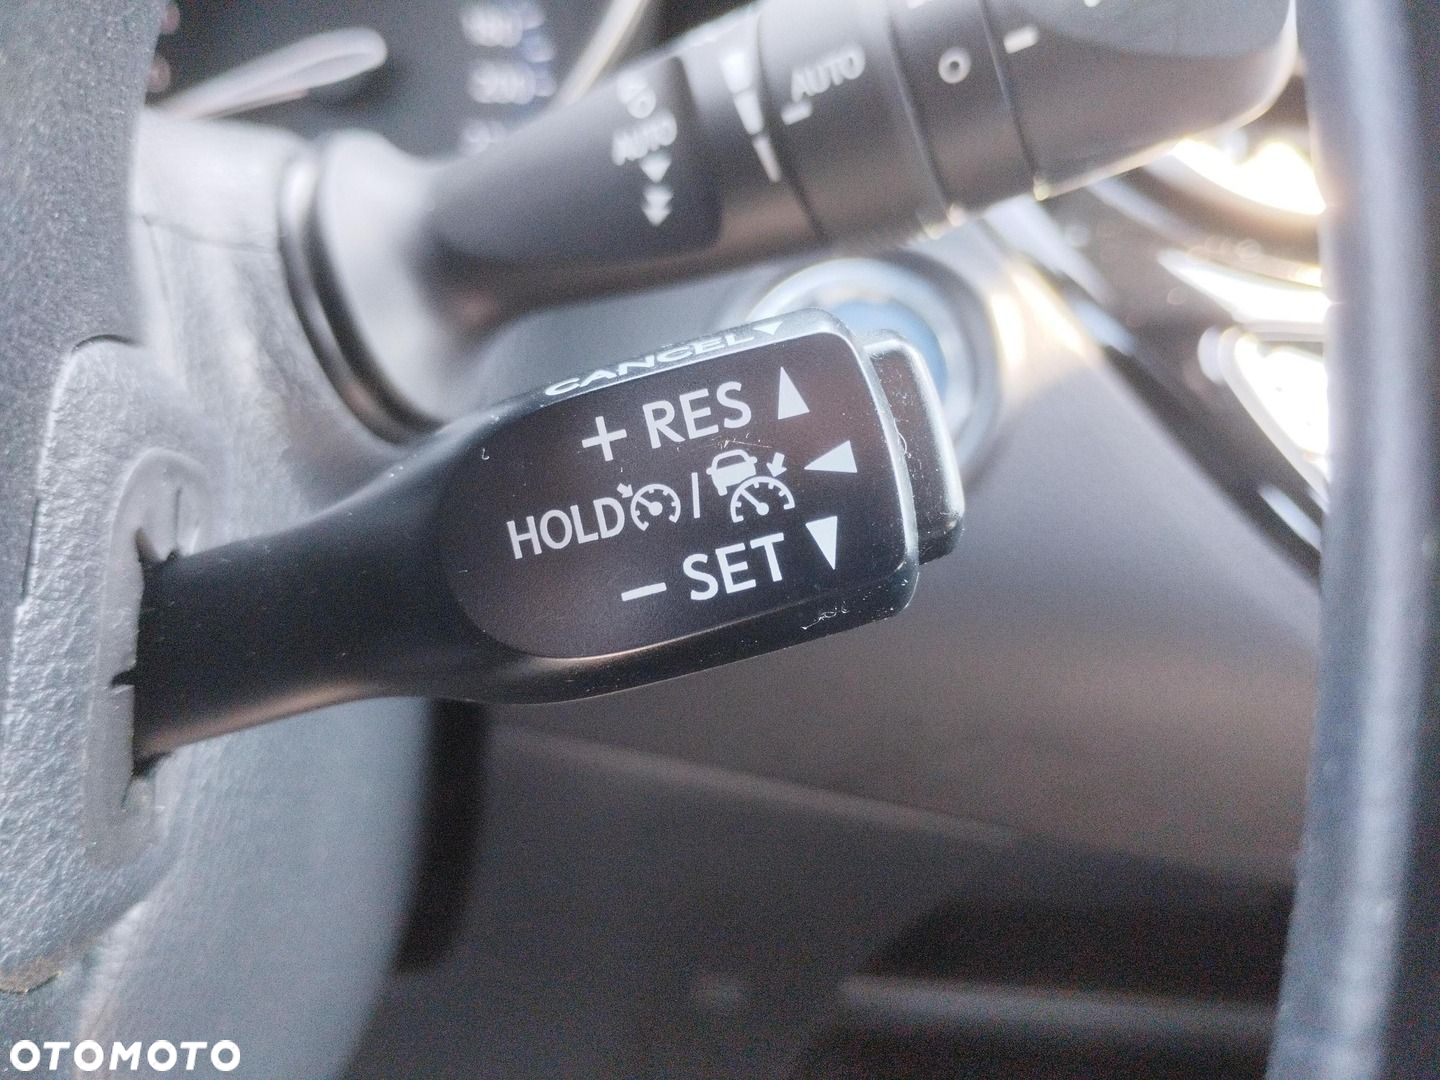 AUTO
AUTO
CANCEL
+ RES
HOLD /
— SET
OTOMOTO